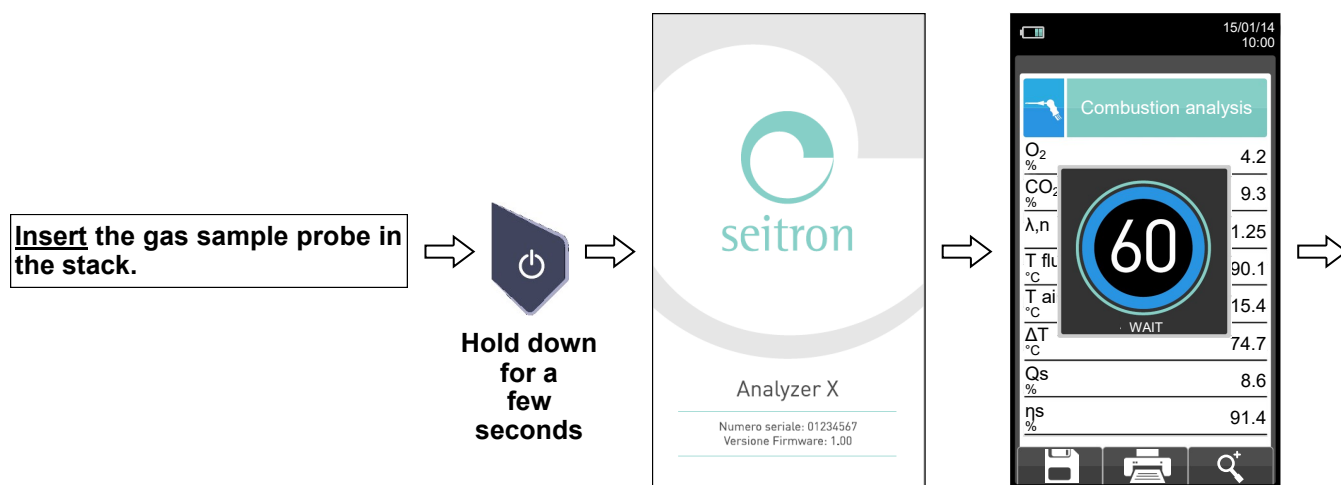 Insert the gas sample probe in
the stack.
Hold down
for a
few
seconds
seitron
Analyzer X
Numero seriale: 01234567
Versione Firmware: 1.00
15/01/14
10:00
Combustion analysis
O2
%
4.2
CO2
%
9.3
λ,n
1.25
T flu
°C
90.1
T ai
°C
15.4
ΔT
°C
74.7
Qs
%
8.6
ηs
%
91.4
60
WAIT